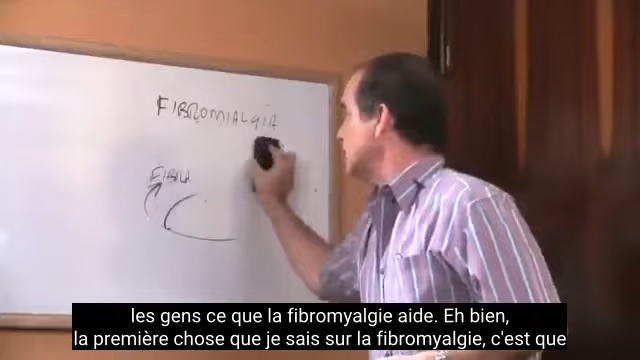 FIBROMIALGIA
FIBILA
les gens ce que la fibromyalgie aide. Eh bien,
la première chose que je sais sur la fibromyalgie, c'est que